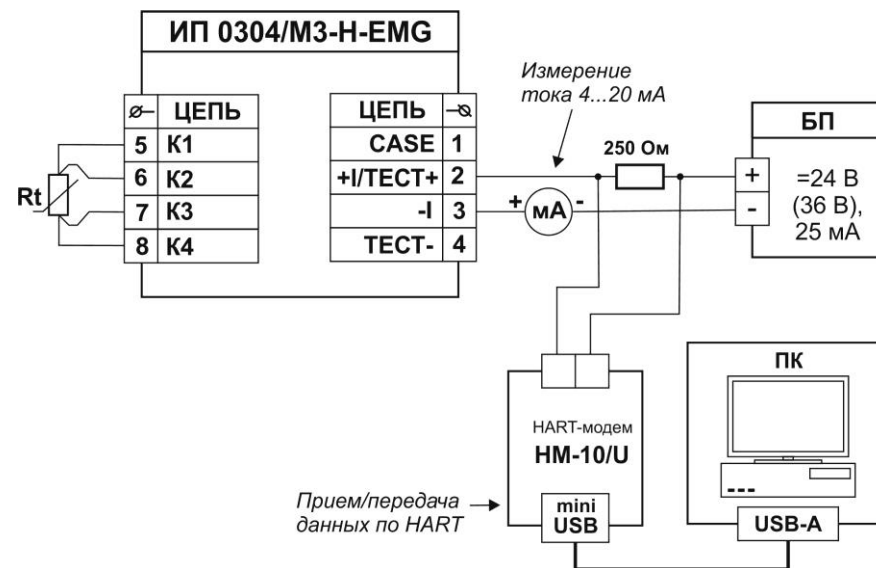 ИП 0304/М3-Н-EMG
Измерение
тока 4...20 мА
ЦЕПЬ
5 К1
6 К2
7 К3
8 К4
Rt
ЦЕПЬ
CASE 1
+I/ТЕСТ+ 2
-I 3
ТЕСТ- 4
+ мА -
250 Ом
БП
+
-
=24 В
(36 В),
25 мА
HART-модем
НМ-10/U
mini
USB
Прием/передача
данных по HART
ПК
USB-A